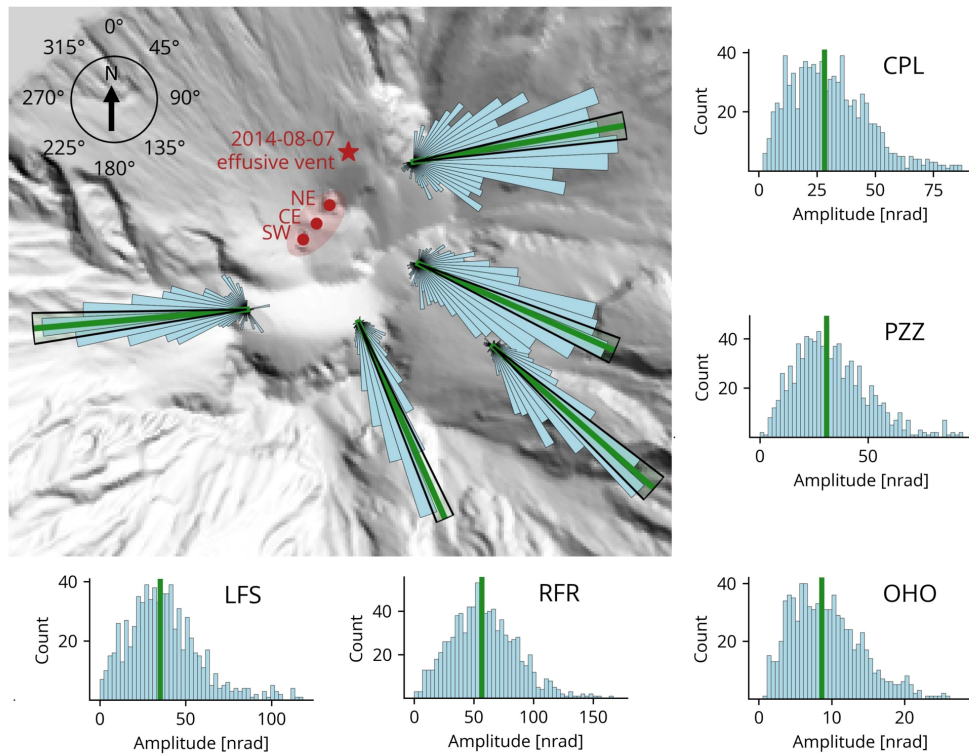 0°
315°
45°
N
270°
90°
225°
135°
180°
2014-08-07
effusive vent
NE
CE
SW
CPL
Count
40
20
0
25
50
75
Amplitude [nrad]
PZZ
Count
40
20
0
50
Amplitude [nrad]
LFS
Count
40
20
0
50
100
Amplitude [nrad]
RFR
Count
40
20
0
50
100
150
Amplitude [nrad]
OHO
Count
40
20
0
10
20
Amplitude [nrad]